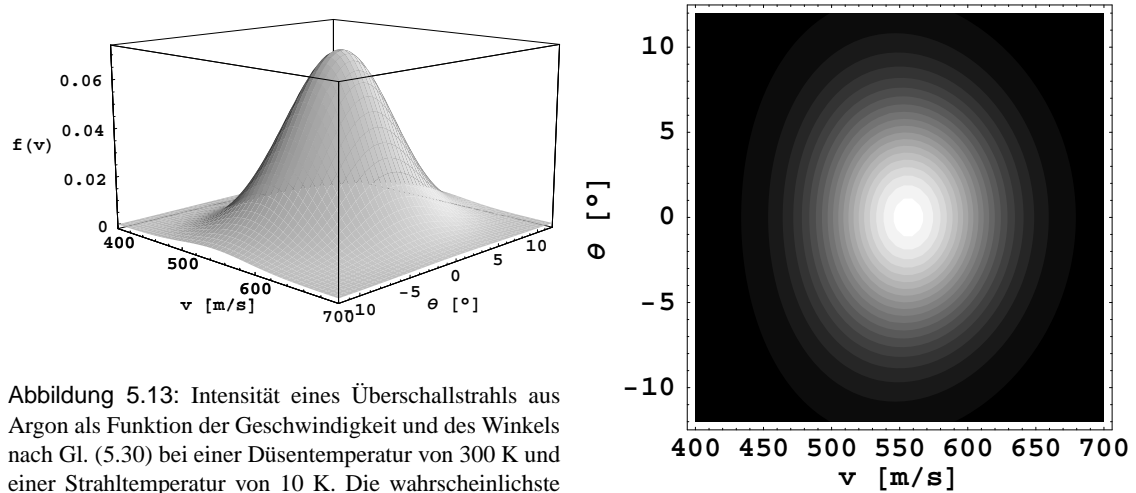 0.06
0.04
f(v)
0.02
0
400
500
600
700
v [m/s]
-10
-5
0
5
10
θ [°]
Abbildung 5.13: Intensität eines Überschallstrahls aus
Argon als Funktion der Geschwindigkeit und des Winkels
nach Gl. (5.30) bei einer Düsentemperatur von 300 K und
einer Strahltemperatur von 10 K. Die wahrscheinlichste
10
5
0
-5
-10
θ [°]
400 450 500 550 600 650 700
v [m/s]